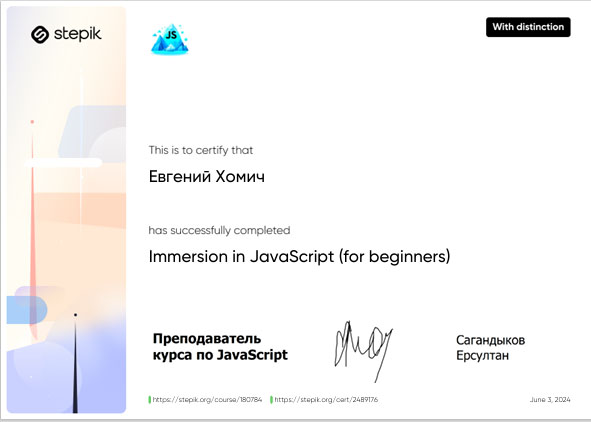 stepik
JS
With distinction
This is to certify that
Евгений Хомич
has successfully completed
Immersion in JavaScript (for beginners)
Преподаватель
курса по JavaScript
Сагандыков
Ерсултан
https://stepik.org/course/180784
https://stepik.org/cert/2489176
June 3, 2024